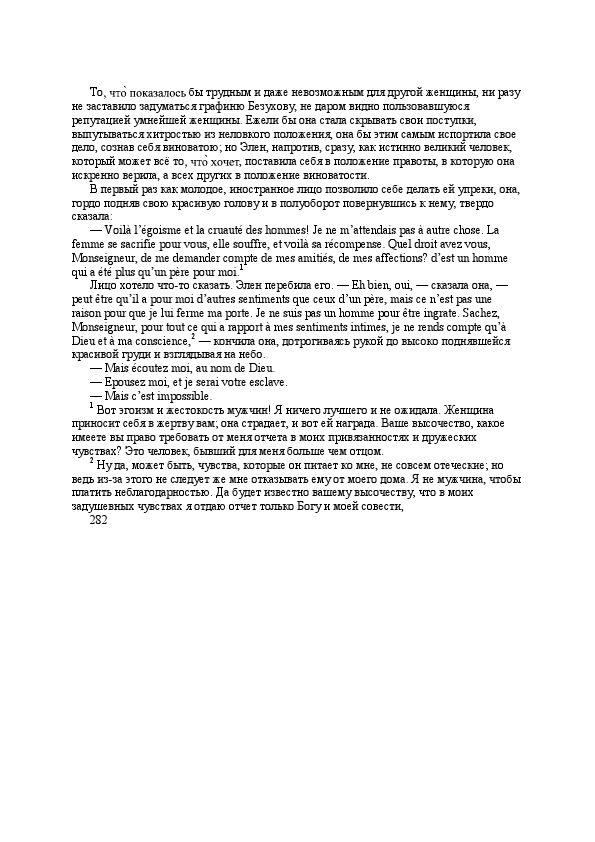 То, что̀ показалось бы трудным и даже невозможным для другой женщины, ни разу
не заставило задуматься графиню Безухову, не даром видно пользовавшуюся
репутацией умнейшей женщины. Ежели бы она стала скрывать свои поступки,
выпутываться хитростью из неловкого положения, она бы этим самым испортила свое
дело, сознав себя виноватою; но Элен, напротив, сразу, как истинно великий человек,
который может всё то, что̀ хочет, поставила себя в положение правоты, в которую она
искренно верила, а всех других в положение виноватости.
В первый раз как молодое, иностранное лицо позволило себе делать ей упреки, она,
гордо подняв свою красивую голову и в полуоборот повернувшись к нему, твердо
сказала:
— Voilà l’égoisme et la cruauté des hommes! Je ne m’attendais pas à autre chose. La
femme se sacrifie pour vous, elle souffre, et voilà sa récompense. Quel droit avez vous,
Monseigneur, de me demander compte de mes amitiés, de mes affections? d’est un homme
qui a été plus qu’un père pour moi.¹
Лицо хотело что-то сказать. Элен перебила его. — Eh bien, oui, — сказала она, —
peut être qu’il a pour moi d’autres sentiments que ceux d’un père, mais ce n’est pas une
raison pour que je lui ferme ma porte. Je ne suis pas un homme pour être ingrate. Sachez,
Monseigneur, pour tout ce qui a rapport à mes sentiments intimes, je ne rends compte qu’à
Dieu et à ma conscience,² — кончила она, дотрогиваясь рукой до высоко поднявшейся
красивой груди и взглядывая на небо.
— Mais écoutez moi, au nom de Dieu.
— Epousez moi, et je serai votre esclave.
— Mais c’est impossible.
¹ Вот эгоизм и жестокость мужчин! Я ничего лучшего и не ожидала. Женщина
приносит себя в жертву вам; она страдает, и вот ей награда. Ваше высочество, какое
имеете вы право требовать от меня отчета в моих привязанностях и дружеских
чувствах? Это человек, бывший для меня больше чем отцом.
² Ну да, может быть, чувства, которые он питает ко мне, не совсем отеческие; но
ведь из-за этого не следует же мне отказывать ему от моего дома. Я не мужчина, чтобы
платить неблагодарностью. Да будет известно вашему высочеству, что в моих
задушевных чувствах я отдаю отчет только Богу и моей совести,
282